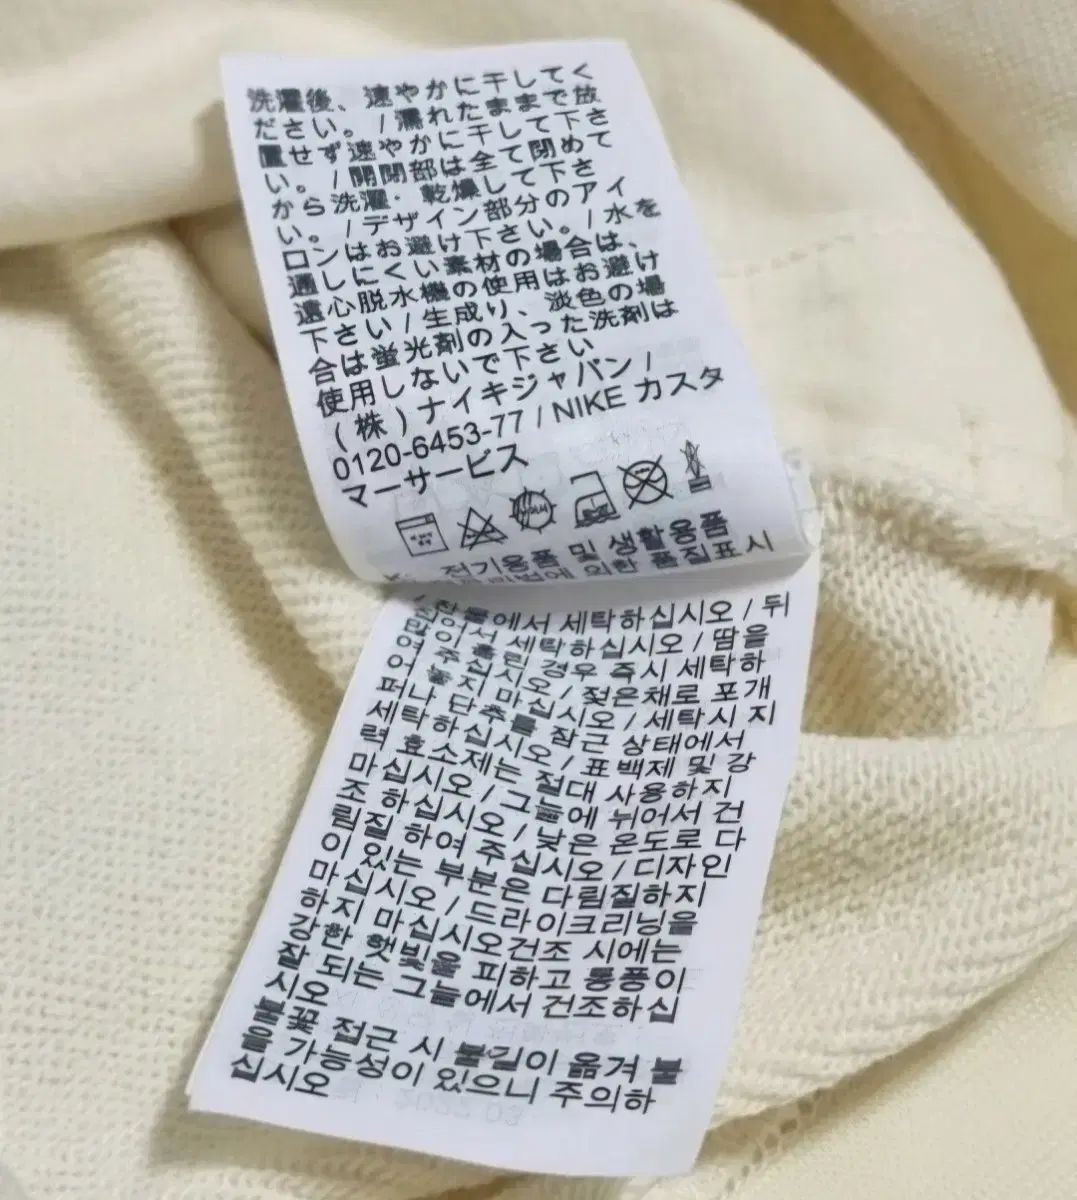 洗濯後、速やかに干してく
ださい。/濡れたままで放
置せず速やかに干して下さ
い。/開閉部は全て閉めて
から洗濯・乾燥して下さ
い。/デザイン部分のアイ
ロンはお避け下さい。/水を
通しにくい素材の場合は、
遠心脱水機の使用はお避け
下さい/生成り、淡色の場
合は蛍光剤の入った洗剤は
使用しないで下さい
(株)ナイキジャパン/
0120-6453-77 / NIKE カスタ
マーサービス
전기용품 및 생활용품
의한 품질표시
찬물에서 세탁하십시오 / 뒤
세탁하십시오 / 땀을
많이 흘린 경우 즉시 세탁하
여 주십시오 / 젖은채로 포개
어 놓지 마십시오 / 세탁시 지
퍼나 단추를 잠근 상태에서
세탁하십시오 / 표백제 및 강
력 효소제는 절대 사용하지
마십시오 / 그늘에 뉘어서 건
조 하십시오 / 낮은 온도로 다
림질 하여 주십시오 / 디자인
이 있는 부분은 다림질하지
마십시오 / 드라이크리닝을
하지 마십시오건조 시에는
강한 햇빛을 피하고 통풍이
잘 되는 그늘에서 건조하십
시오
불꽃 접근 시 불길이 옮겨 붙
을 가능성이 있으니 주의하
십시오